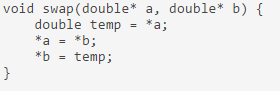 void swap(double* a, double* b) {
    double temp = *a;
    *a = *b;
    *b = temp;
}